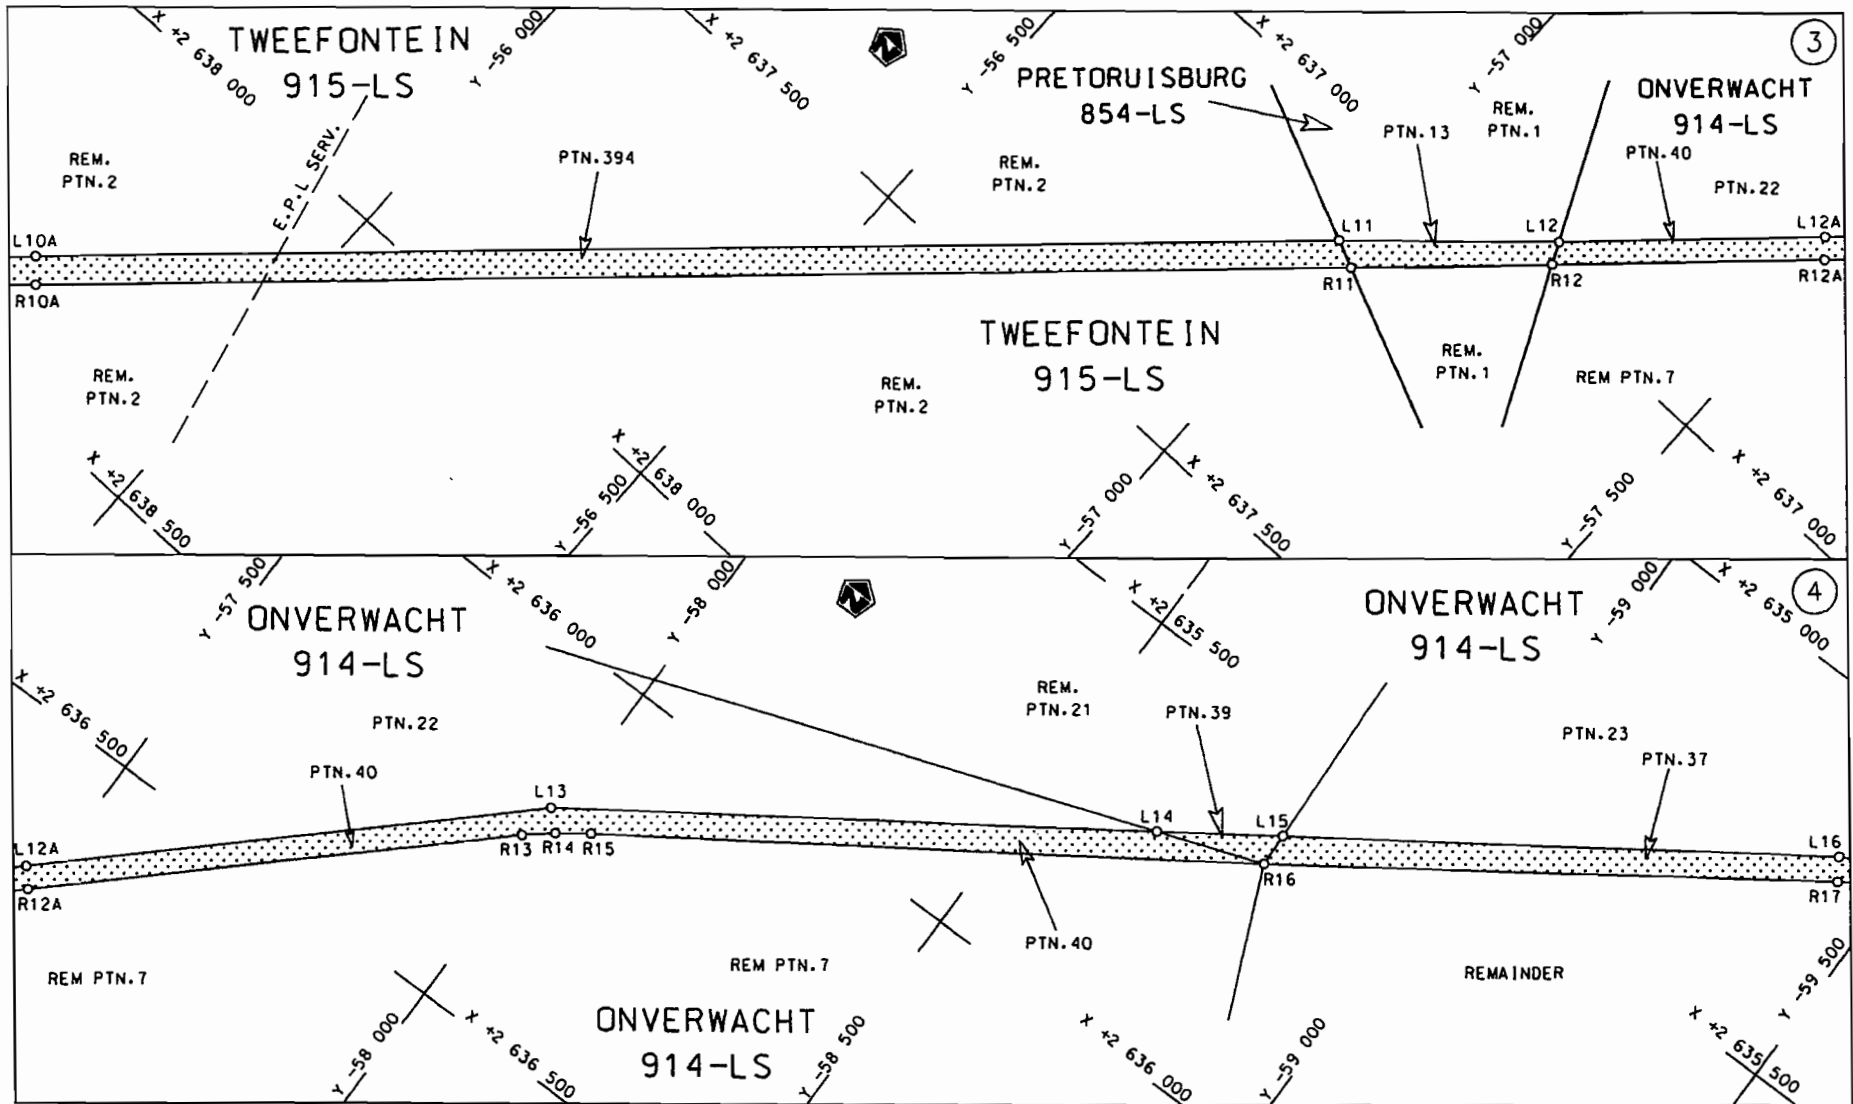 X +2 638 000
TWEEFONTEIN
915-LS
Y -56 000
X +2 637 500
N
Y -56 500
PRETORUISBURG
854-LS
X +2 637 000
Y -57 000
3
REM.
PTN.1
ONVERWACHT
914-LS
PTN.13
PTN.40
PTN.22
REM.
PTN.2
E.P.L SERV.
PTN.394
REM.
PTN.2
L10A
L11
L12
L12A
R10A
R11
R12
R12A
TWEEFONTEIN
915-LS
REM.
PTN.2
REM.
PTN.2
REM.
PTN.1
REM PTN.7
X +2 638 500
Y -56 500
X +2 638 000
Y -57 000
X +2 637 500
Y -57 500
X +2 637 000
Y -57 500
ONVERWACHT
914-LS
X +2 636 000
Y -58 000
N
X +2 635 500
ONVERWACHT
914-LS
Y -59 000
X +2 635 000
4
X +2 636 500
PTN.22
REM.
PTN.21
PTN.39
PTN.23
PTN.37
PTN.40
L13
L12A
L14
L15
L16
R12A
R13
R14
R15
R16
R17
PTN.40
REM PTN.7
REM PTN.7
REMAINDER
ONVERWACHT
914-LS
Y -58 000
X +2 636 500
Y -58 500
X +2 636 000
Y -59 000
X +2 635 500
Y -59 500